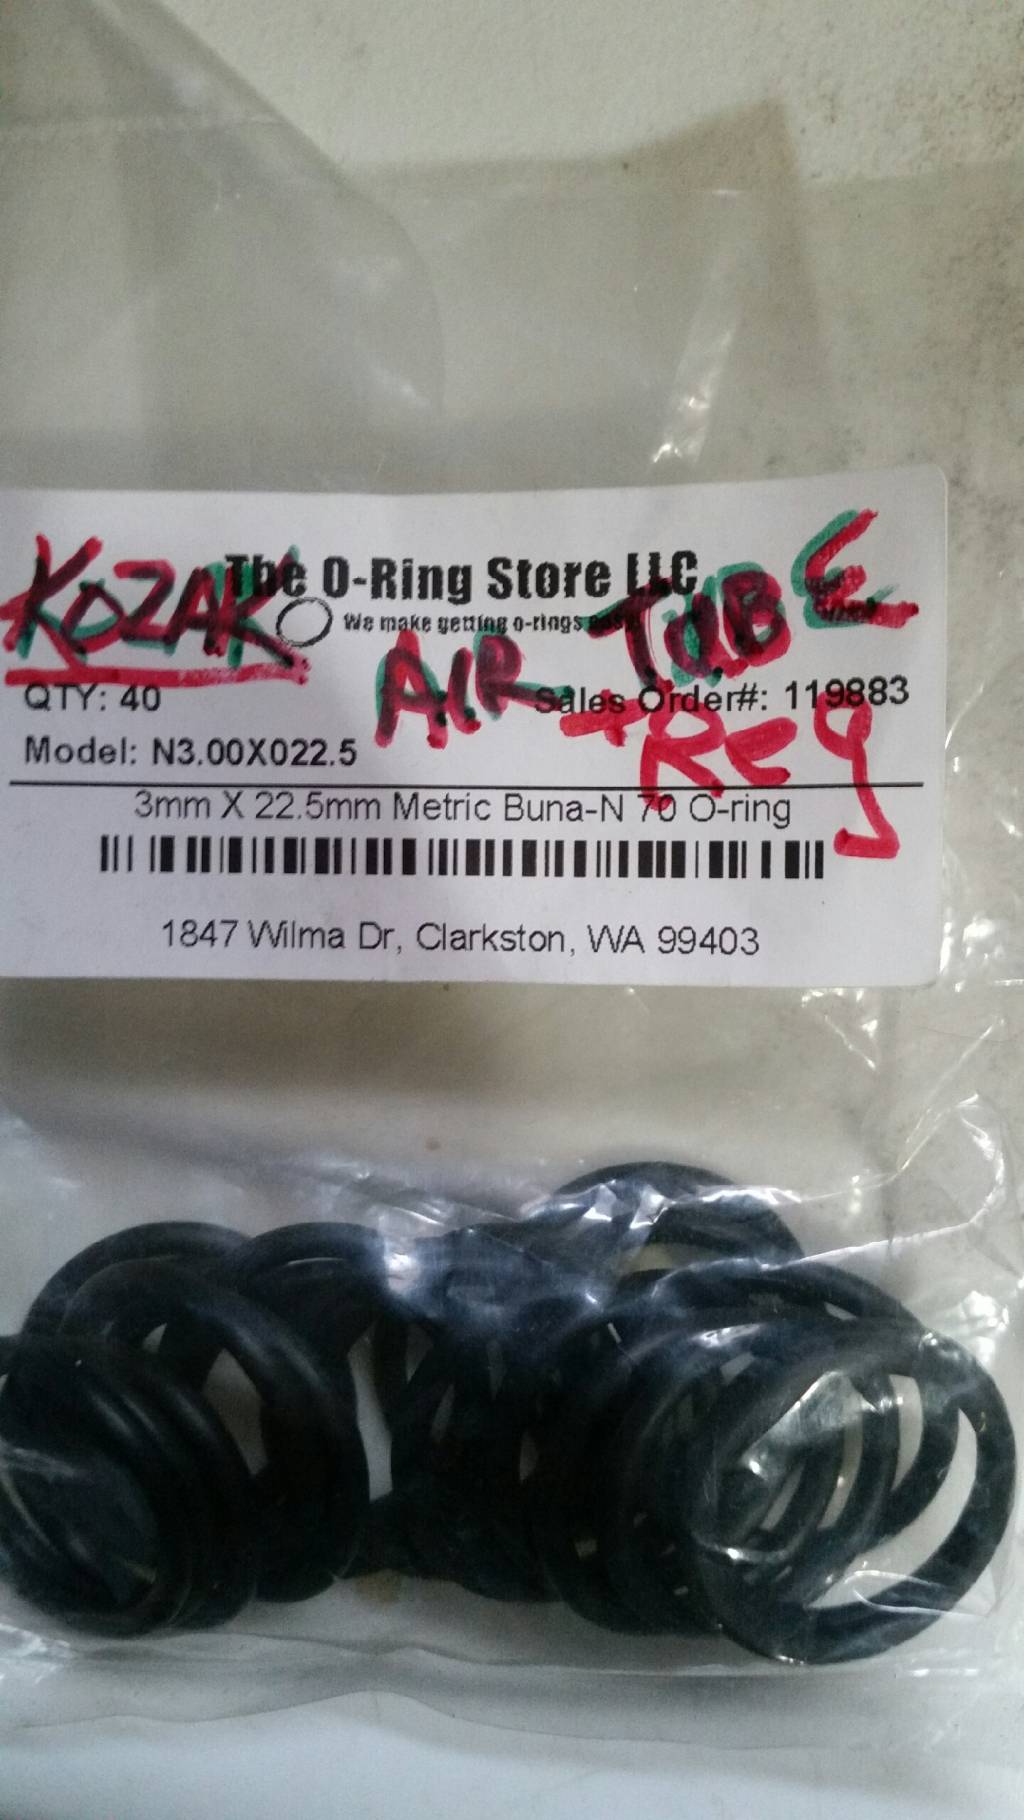 The O-Ring Store LLC
We make getting o-rings easy!
KOZAK
AIR TUBE
+ REG
QTY: 40 Sales Order#: 119883
Model: N3.00X022.5
3mm X 22.5mm Metric Buna-N 70 O-ring
1847 Wilma Dr, Clarkston, WA 99403